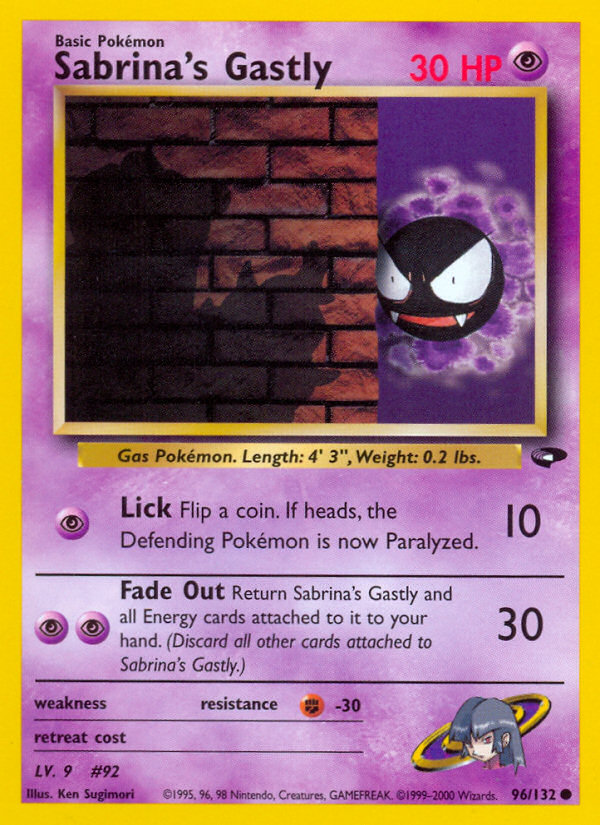 Basic Pokémon
Sabrina's Gastly 30 HP
Gas Pokémon. Length: 4' 3", Weight: 0.2 lbs.
Lick Flip a coin. If heads, the
Defending Pokémon is now Paralyzed.
10
Fade Out Return Sabrina's Gastly and
all Energy cards attached to it to your
hand. (Discard all other cards attached to
Sabrina's Gastly.)
30
weakness resistance -30
retreat cost
LV. 9 #92
Illus. Ken Sugimori ©1995, 96, 98 Nintendo, Creatures, GAMEFREAK. ©1999-2000 Wizards. 96/132